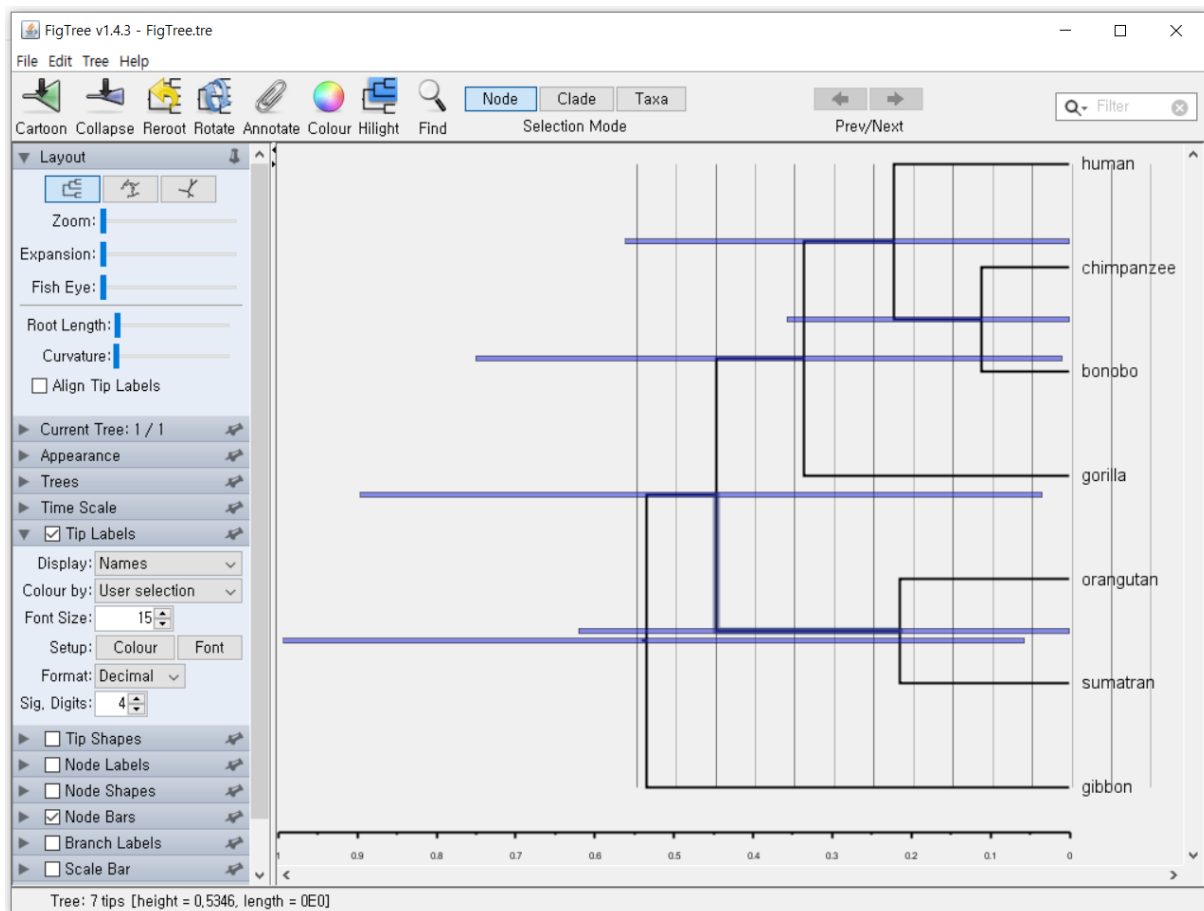 FigTree v1.4.3 - FigTree.tre
File Edit Tree Help
Cartoon Collapse Reroot Rotate Annotate Colour Hilight Find
Node Clade Taxa
Selection Mode
Prev/Next
Filter
Layout
Zoom:
Expansion:
Fish Eye:
Root Length:
Curvature:
Align Tip Labels
Current Tree: 1 / 1
Appearance
Trees
Time Scale
Tip Labels
Display: Names
Colour by: User selection
Font Size: 15
Setup: Colour Font
Format: Decimal
Sig. Digits: 4
Tip Shapes
Node Labels
Node Shapes
Node Bars
Branch Labels
Scale Bar
human
chimpanzee
bonobo
gorilla
orangutan
sumatran
gibbon
1 0.9 0.8 0.7 0.6 0.5 0.4 0.3 0.2 0.1 0
Tree: 7 tips [height = 0,5346, length = 0E0]